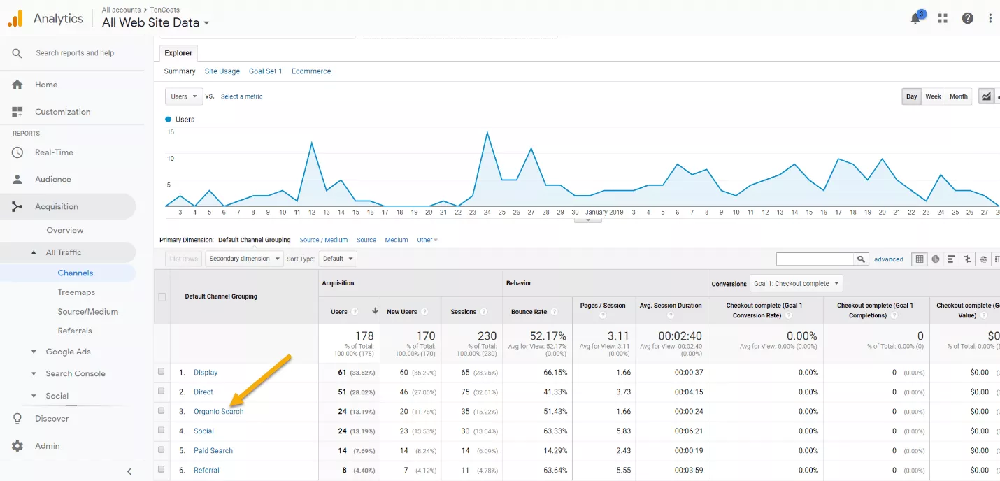 Analytics
All accounts > TenCoats
All Web Site Data
3
Search reports and help
Home
Customization
REPORTS
Real-Time
Audience
Acquisition
Overview
All Traffic
Channels
Treemaps
Source/Medium
Referrals
Google Ads
Search Console
Social
Discover
Admin
Explorer
Summary Site Usage Goal Set 1 Ecommerce
Users VS. Select a metric
Day Week Month
Users
15
10
5
3 4 5 6 7 8 9 10 11 12 13 14 15 16 17 18 19 20 21 22 23 24 25 26 27 28 29 30 January 2019 3 4 5 6 7 8 9 10 11 12 13 14 15 16 17 18 19 20 21 22 23 24 25 26 27
Primary Dimension: Default Channel Grouping Source / Medium Source Medium Other
Plot Rows Secondary dimension Sort Type: Default advanced
Default Channel Grouping
Acquisition Behavior Conversions Goal 1: Checkout complete
Users ? New Users ? Sessions ? Bounce Rate ? Pages / Session ? Avg. Session Duration ? Checkout complete (Goal 1 Conversion Rate) ? Checkout complete (Goal 1 Completions) ? Checkout complete (Value) ?
178 170 230 52.17% 3.11 00:02:40 0.00% 0 $0
% of Total: 100.00% (178) % of Total: 100.00% (170) % of Total: 100.00% (230) Avg for View: 52.17% (0.00%) Avg for View: 3.11 (0.00%) Avg for View: 00:02:40 (0.00%) Avg for View: 0.00% (0.00%) % of Total: 0.00% (0) % of Total: 0.00%
1. Display 61 (33.52%) 60 (35.29%) 65 (28.26%) 66.15% 1.66 00:00:37 0.00% 0 (0.00%) $0.00
2. Direct 51 (28.02%) 46 (27.06%) 75 (32.61%) 41.33% 3.73 00:04:15 0.00% 0 (0.00%) $0.00
3. Organic Search 24 (13.19%) 20 (11.76%) 35 (15.22%) 51.43% 1.66 00:00:24 0.00% 0 (0.00%) $0.00
4. Social 24 (13.19%) 23 (13.53%) 30 (13.04%) 63.33% 5.83 00:06:21 0.00% 0 (0.00%) $0.00
5. Paid Search 14 (7.69%) 14 (8.24%) 14 (6.09%) 14.29% 2.43 00:00:19 0.00% 0 (0.00%) $0.00
6. Referral 8 (4.40%) 7 (4.12%) 11 (4.78%) 63.64% 5.55 00:03:59 0.00% 0 (0.00%) $0.00